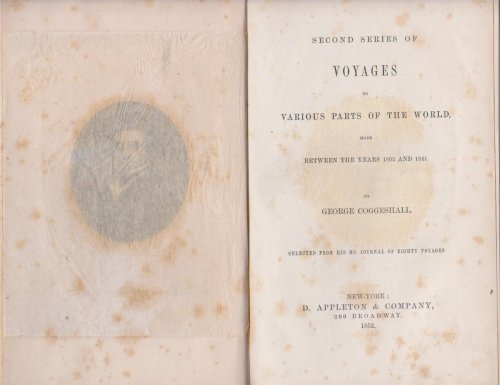 SECOND SERIES OF
VOYAGES
TO
VARIOUS PARTS OF THE WORLD,
MADE
BETWEEN THE YEARS 1802 AND 1841.
BY
GEORGE COGGESHALL.
SELECTED FROM HIS MS. JOURNAL OF EIGHTY VOYAGES
NEW-YORK:
D. APPLETON & COMPANY,
200 BROADWAY.
1852.